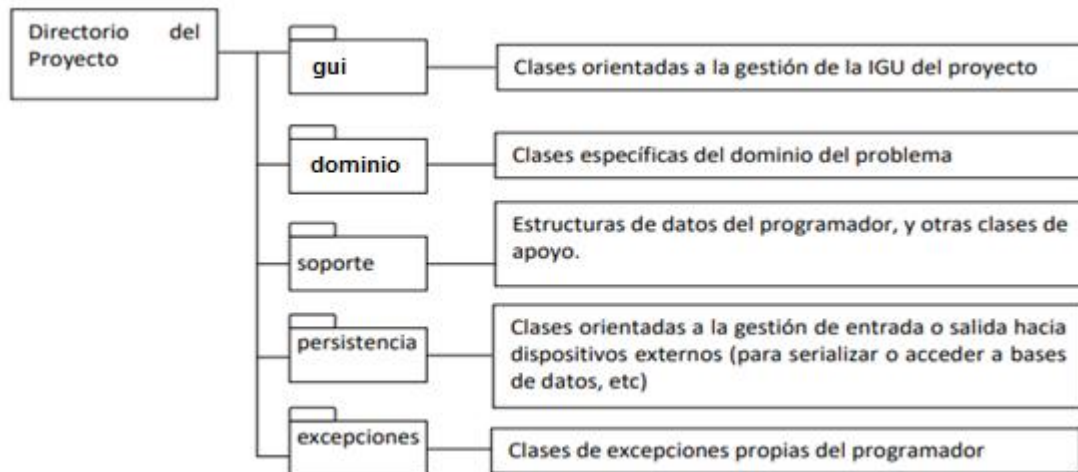 Directorio del
Proyecto
gui
Clases orientadas a la gestión de la IGU del proyecto
dominio
Clases específicas del dominio del problema
soporte
Estructuras de datos del programador, y otras clases de
apoyo.
persistencia
Clases orientadas a la gestión de entrada o salida hacia
dispositivos externos (para serializar o acceder a bases
de datos, etc)
excepciones
Clases de excepciones propias del programador